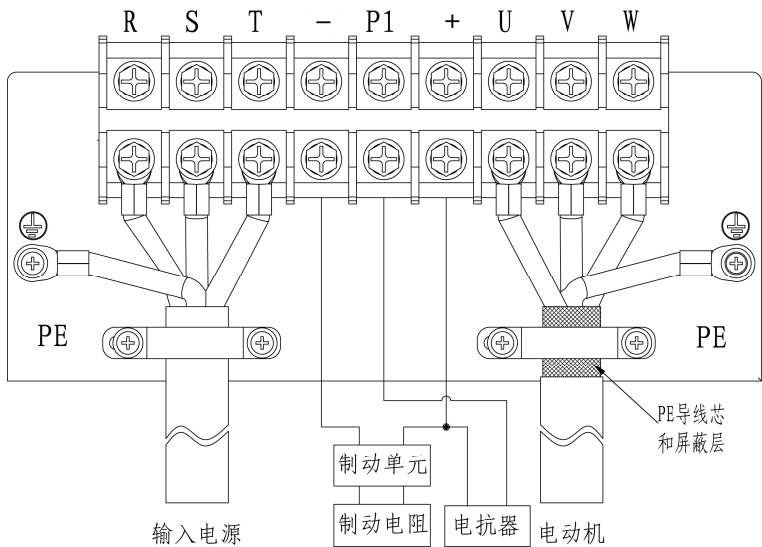 R S T － P1 + U V W
PE
PE
PE导线芯
和屏蔽层
制动单元
制动电阻
电抗器
输入电源
电动机